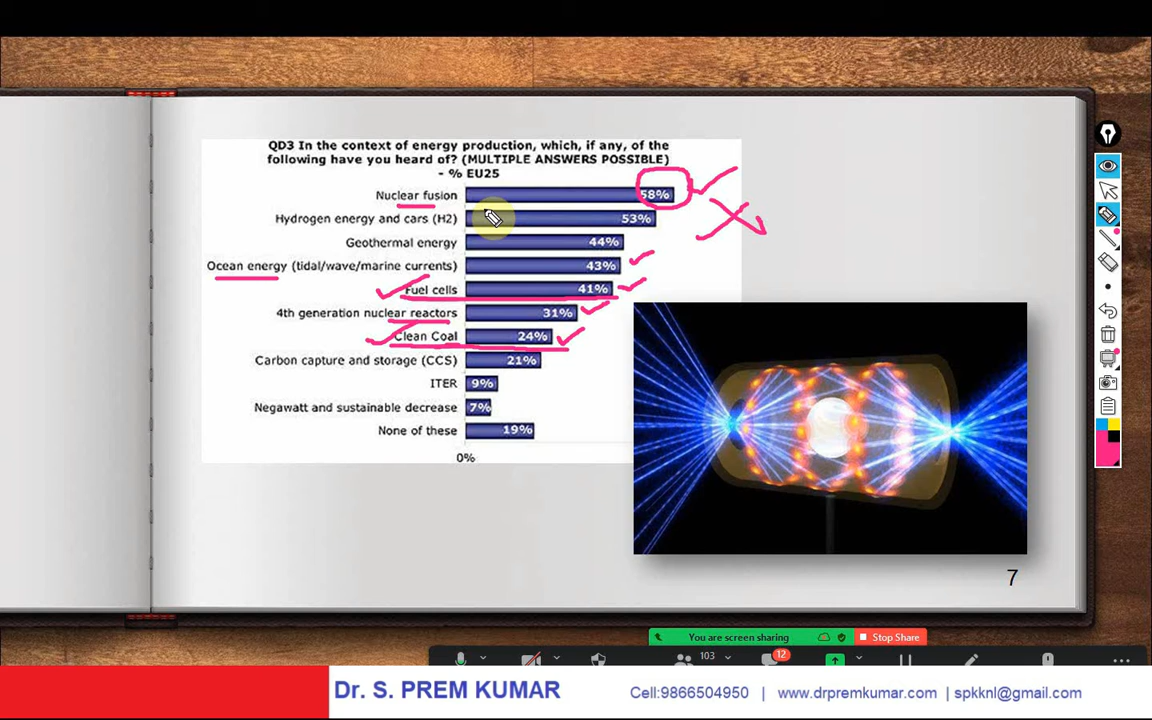 QD3 In the context of energy production, which, if any, of the
following have you heard of? (MULTIPLE ANSWERS POSSIBLE)
- % EU25
Nuclear fusion 58%
Hydrogen energy and cars (H2) 53%
Geothermal energy 44%
Ocean energy (tidal/wave/marine currents) 43%
Fuel cells 41%
4th generation nuclear reactors 31%
Clean Coal 24%
Carbon capture and storage (CCS) 21%
ITER 9%
Negawatt and sustainable decrease 7%
None of these 19%
0%
7
You are screen sharing Stop Share
103 12
Dr. S. PREM KUMAR
Cell:9866504950 | www.drpremkumar.com | spkknl@gmail.com